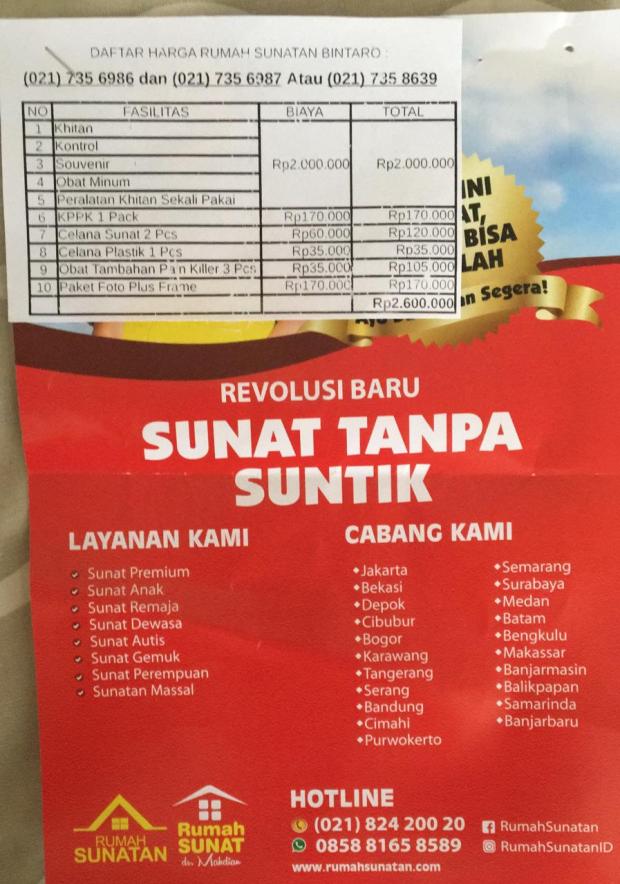 DAFTAR HARGA RUMAH SUNATAN BINTARO :
(021) 735 6986 dan (021) 735 6987 Atau (021) 735 8639
NO FASILITAS BIAYA TOTAL
1 Khitan
2 Kontrol
3 Souvenir Rp2.000.000 Rp2.000.000
4 Obat Minum
5 Peralatan Khitan Sekali Pakai
6 KPPK 1 Pack Rp170.000 Rp170.000
7 Celana Sunat 2 Pcs Rp60.000 Rp120.000
8 Celana Plastik 1 Pcs Rp35.000 Rp35.000
9 Obat Tambahan Pain Killer 3 Pcs Rp35.000 Rp105.000
10 Paket Foto Plus Frame Rp170.000 Rp170.000
Rp2.600.000
INI
AT,
BISA
LAH
Segera!
REVOLUSI BARU
SUNAT TANPA
SUNTIK
LAYANAN KAMI
Sunat Premium
Sunat Anak
Sunat Remaja
Sunat Dewasa
Sunat Autis
Sunat Gemuk
Sunat Perempuan
Sunatan Massal
CABANG KAMI
Jakarta
Bekasi
Depok
Cibubur
Bogor
Karawang
Tangerang
Serang
Bandung
Cimahi
Purwokerto
Semarang
Surabaya
Medan
Batam
Bengkulu
Makassar
Banjarmasin
Balikpapan
Samarinda
Banjarbaru
RUMAH
SUNATAN
Rumah
SUNAT
dr. Mahdian
HOTLINE
(021) 824 200 20
0858 8165 8589
RumahSunatan
RumahSunatanID
www.rumahsunatan.com